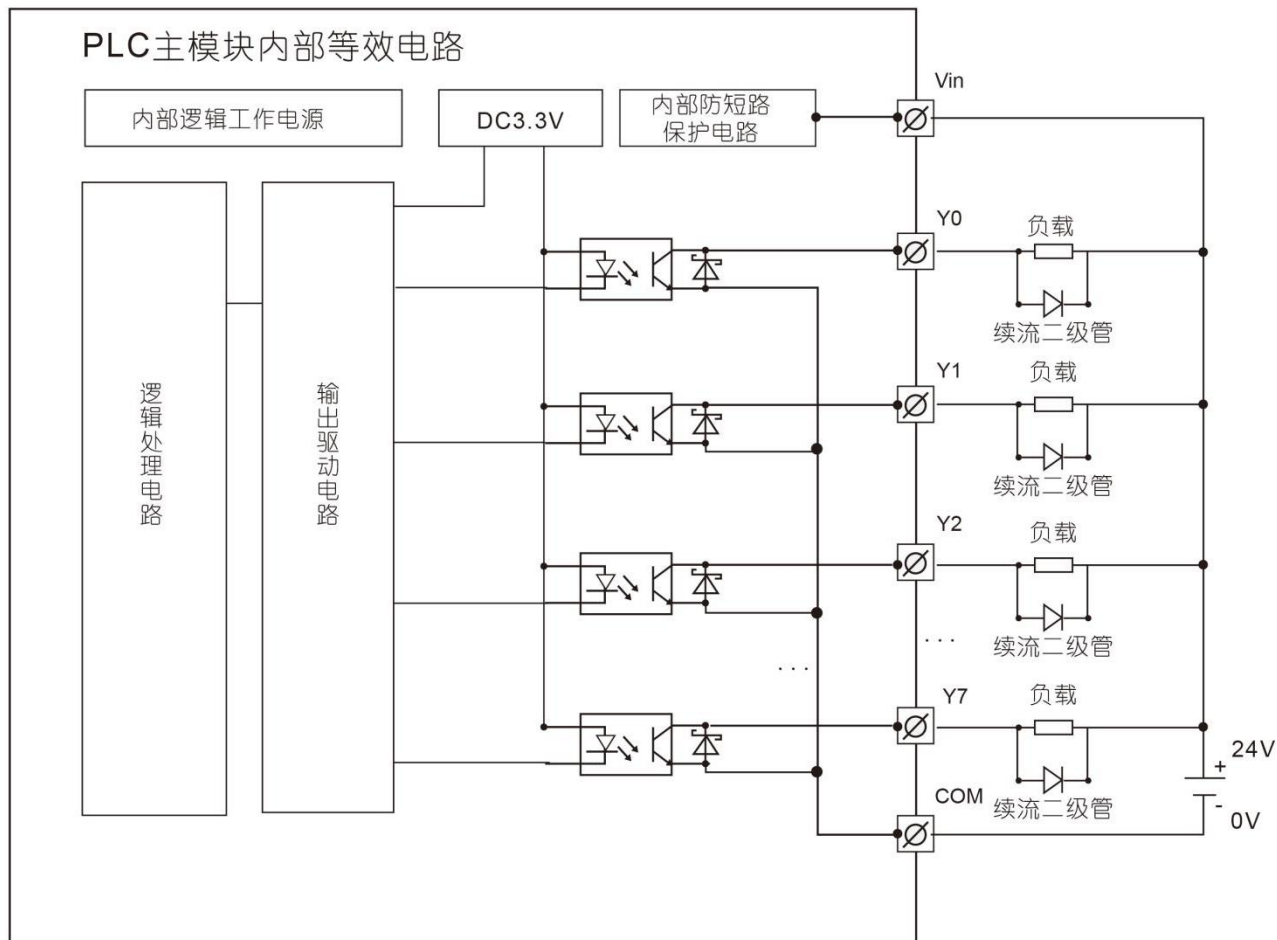 PLC主模块内部等效电路
Vin
内部逻辑工作电源
DC3.3V
内部防短路
保护电路
Y0
负载
续流二级管
Y1
负载
续流二级管
逻辑处理电路
输出驱动电路
Y2
负载
续流二级管
...
...
Y7
负载
续流二级管
+
24V
COM
-
0V